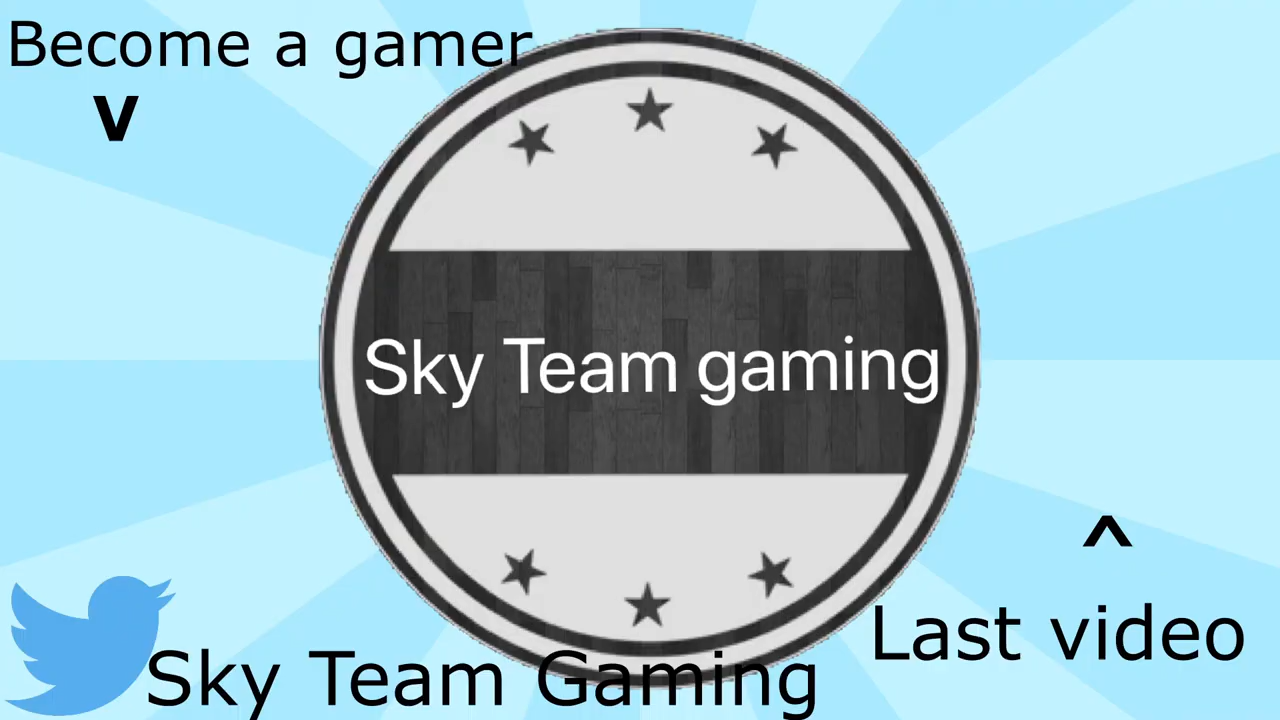 Become a gamer
v
Sky Team gaming
^
Last video
Sky Team Gaming